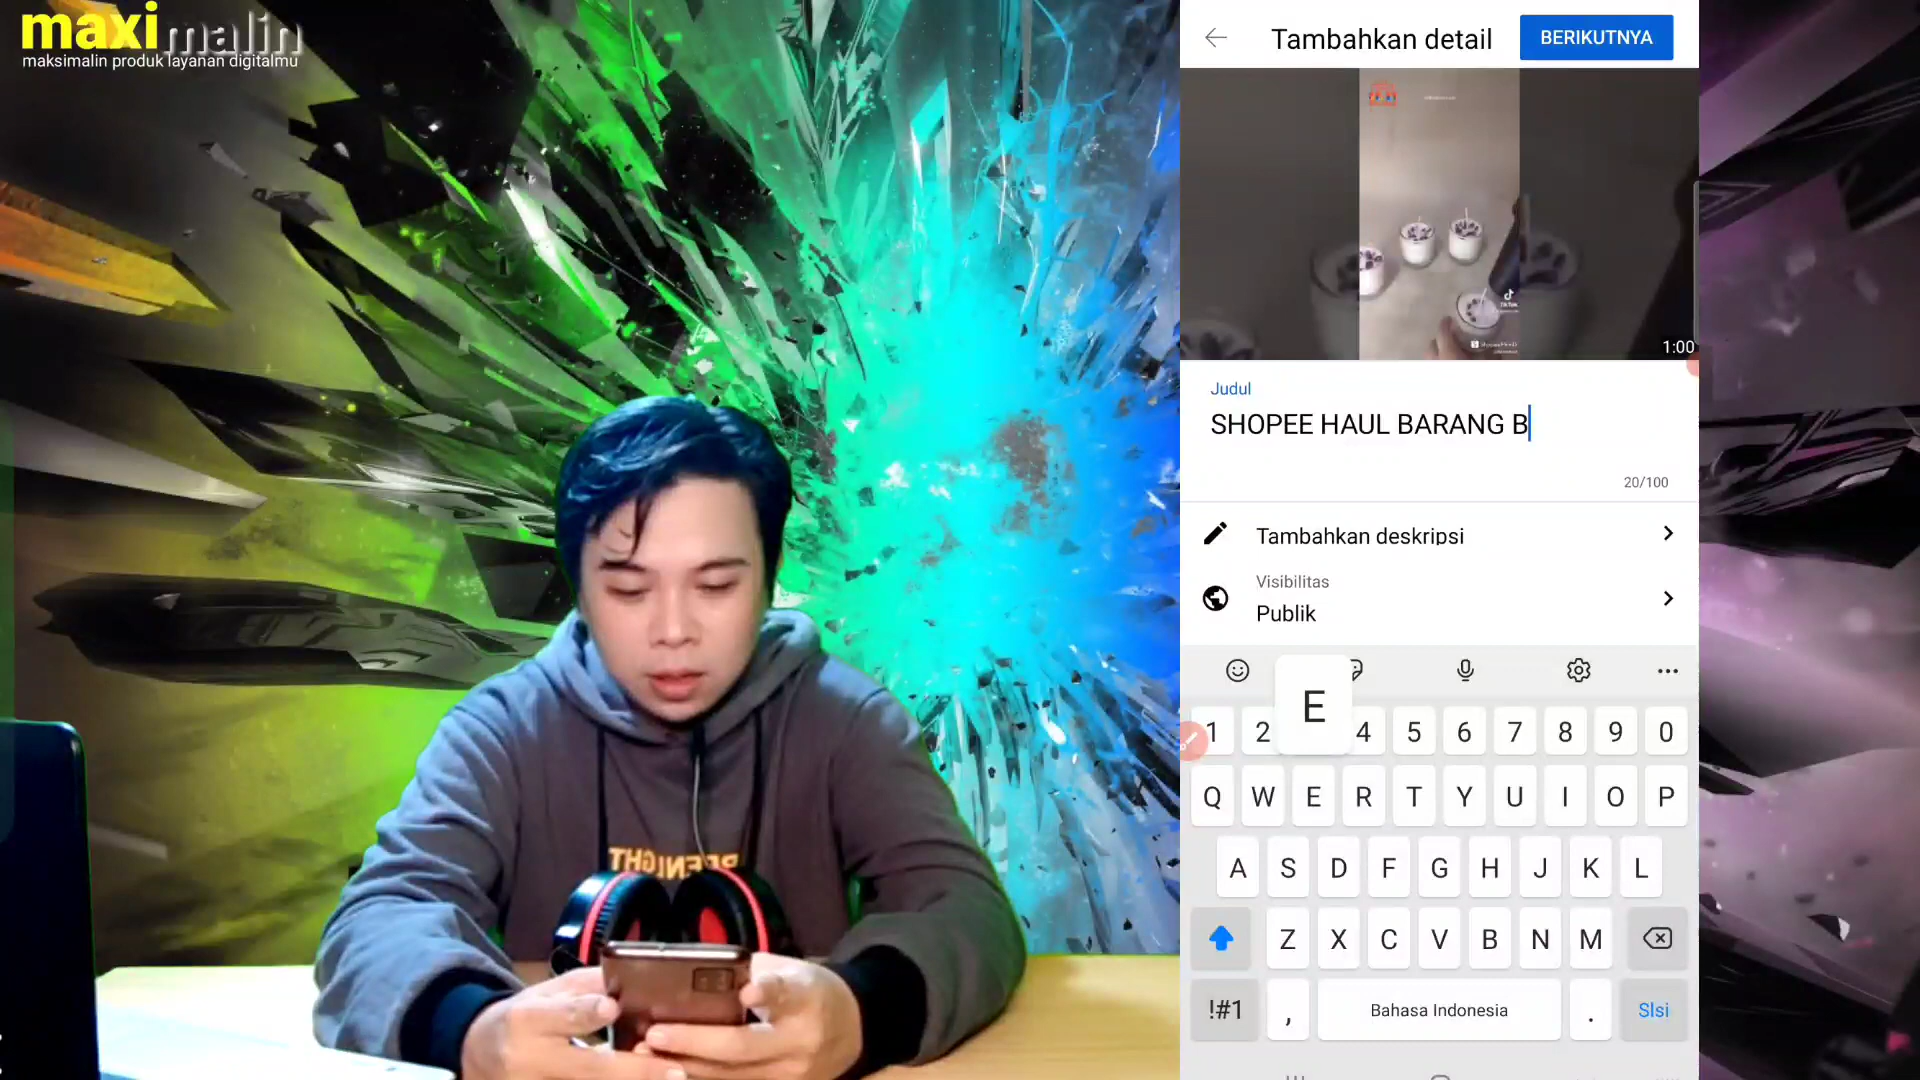 maximalin
maksimalin produk layanan digitalmu
Tambahkan detail
BERIKUTNYA
TikTok
1:00
Judul
SHOPEE HAUL BARANG B
20/100
Tambahkan deskripsi
Visibilitas
Publik
E
1 2 4 5 6 7 8 9 0
Q W E R T Y U I O P
A S D F G H J K L
Z X C V B N M
!#1 , Bahasa Indonesia . Slsi